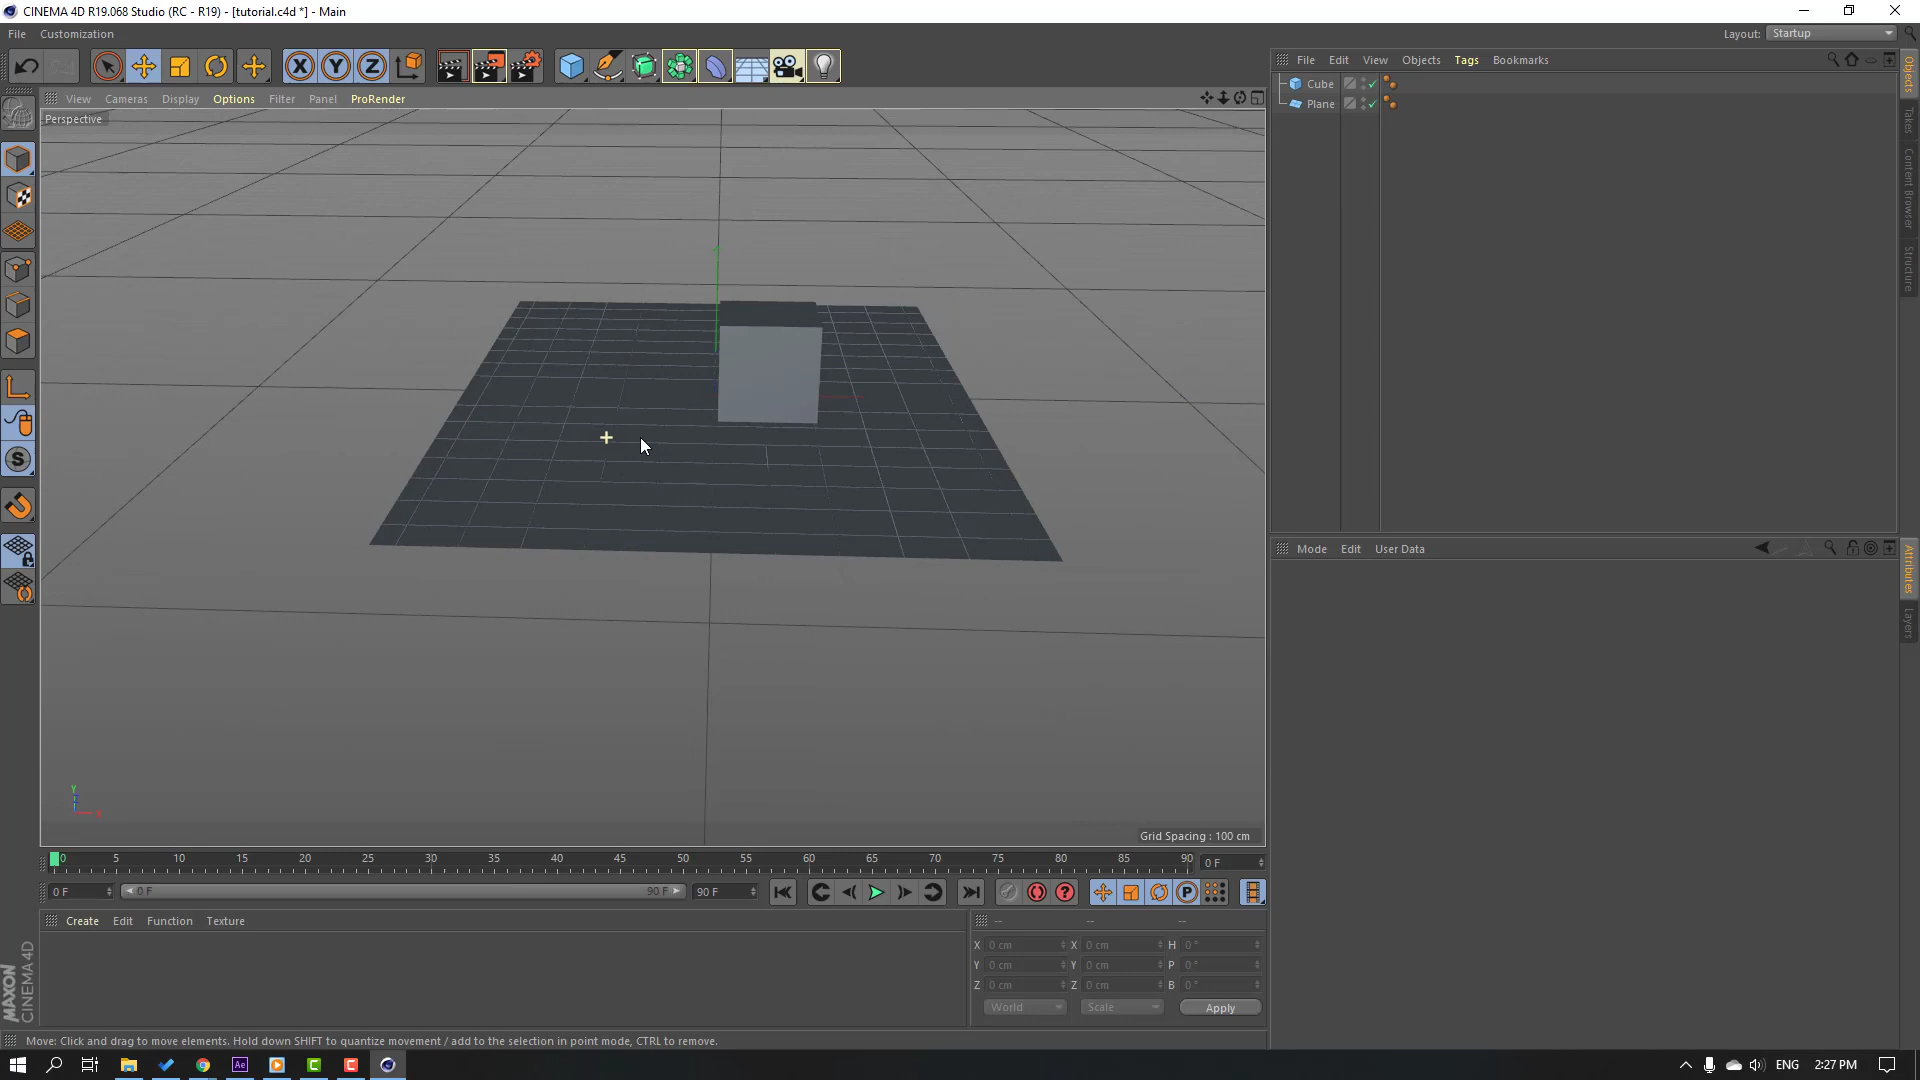 CINEMA 4D R19.068 Studio (RC - R19) - [tutorial.c4d *] - Main
File Customization Layout: Startup
X Y Z
File Edit View Objects Tags Bookmarks
View Cameras Display Options Filter Panel ProRender
Perspective
Cube
Plane
Objects
Takes
Content Browser
Structure
Mode Edit User Data
Attributes
Layers
S
Y
X
Grid Spacing : 100 cm
0 5 10 15 20 25 30 35 40 45 50 55 60 65 70 75 80 85 90 0 F
0 F 0 F 90 F 90 F ? P
Create Edit Function Texture -- -- --
X 0 cm X 0 cm H 0 °
Y 0 cm Y 0 cm P 0 °
Z 0 cm Z 0 cm B 0 °
World Scale Apply
MAXON
CINEMA 4D
Move: Click and drag to move elements. Hold down SHIFT to quantize movement / add to the selection in point mode, CTRL to remove.
Ae C C ENG 2:27 PM